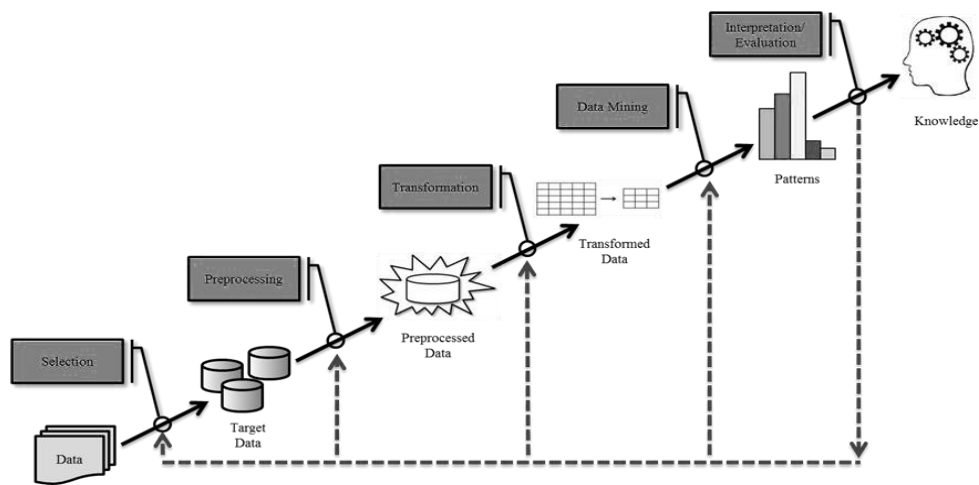 Interpretation/
Evaluation
Knowledge
Data Mining
Patterns
Transformation
Transformed
Data
Preprocessing
Preprocessed
Data
Selection
Target
Data
Data